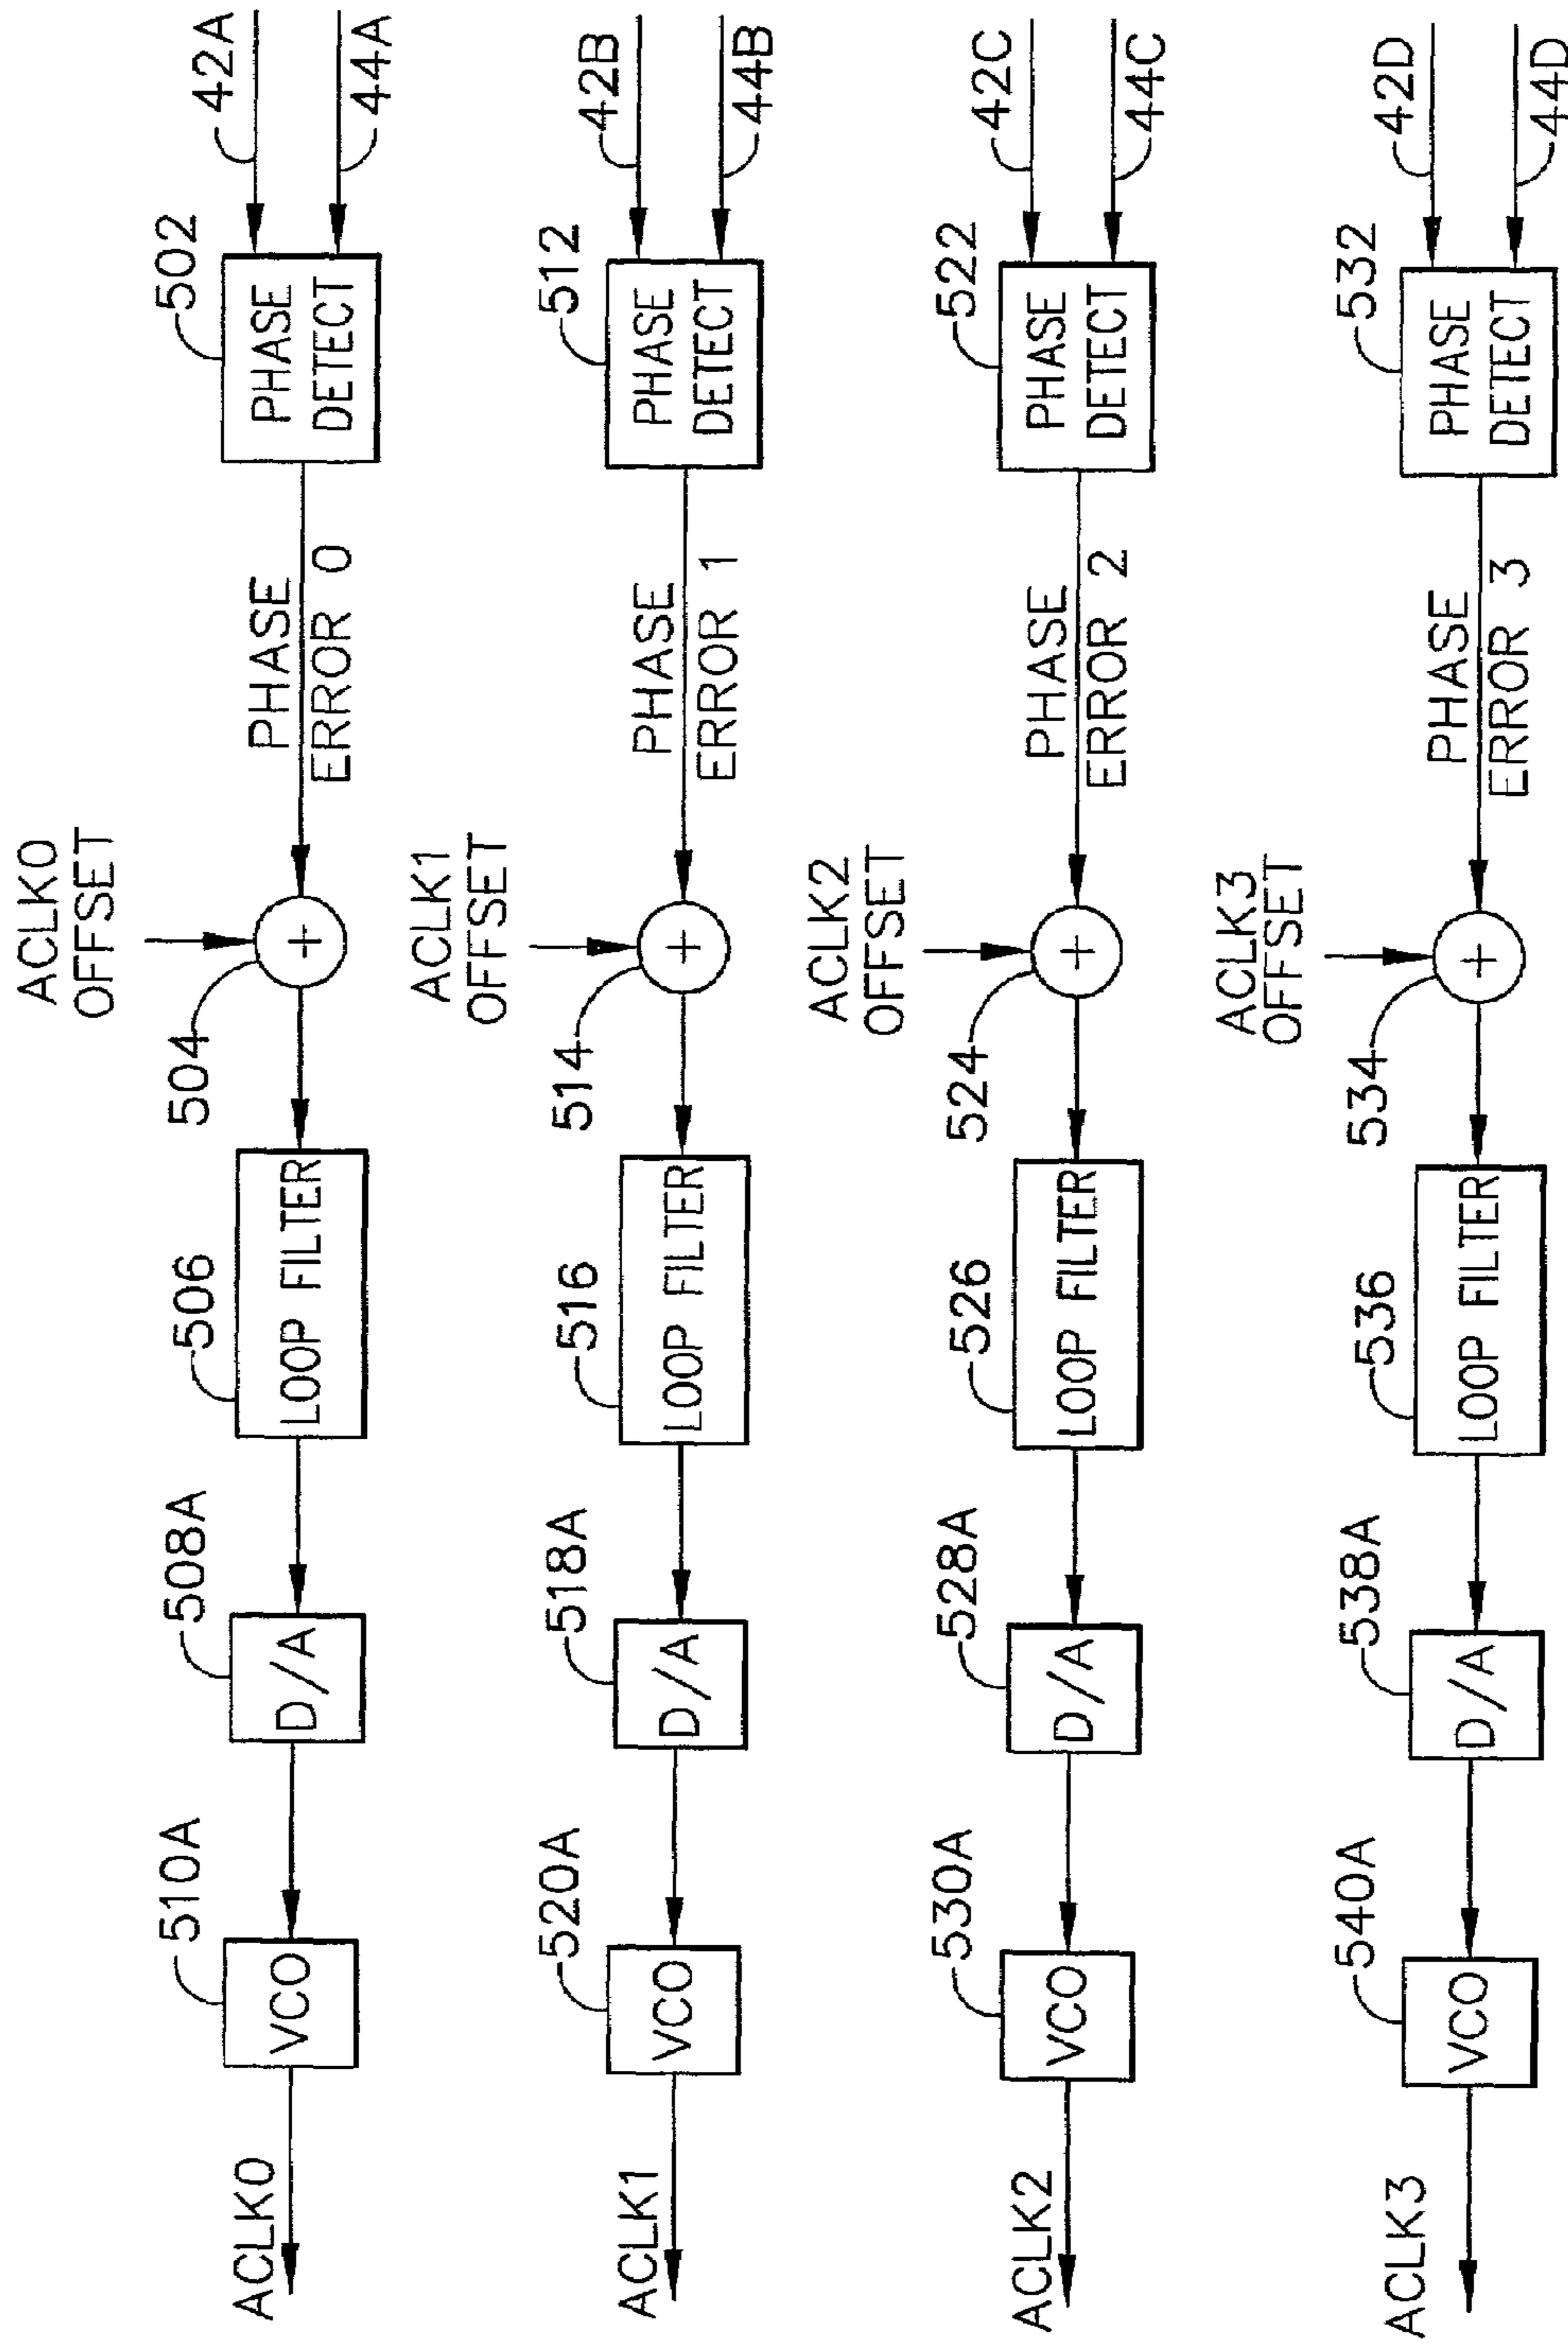 42A
44A
502
PHASE
DETECT
PHASE
ERROR 0
ACLK0
OFFSET
504
+
506
LOOP FILTER
508A
D/A
510A
VCO
ACLK0
42B
44B
512
PHASE
DETECT
PHASE
ERROR 1
ACLK1
OFFSET
514
+
516
LOOP FILTER
518A
D/A
520A
VCO
ACLK1
42C
44C
522
PHASE
DETECT
PHASE
ERROR 2
ACLK2
OFFSET
524
+
526
LOOP FILTER
528A
D/A
530A
VCO
ACLK2
42D
44D
532
PHASE
DETECT
PHASE
ERROR 3
ACLK3
OFFSET
534
+
536
LOOP FILTER
538A
D/A
540A
VCO
ACLK3